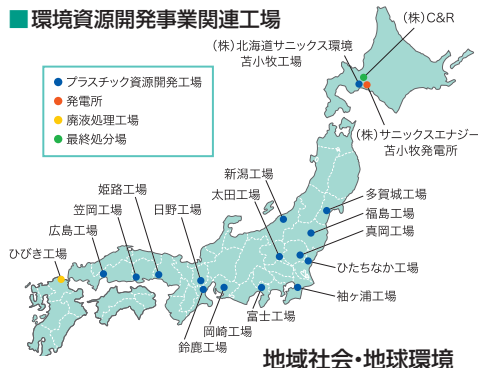 ■環境資源開発事業関連工場
(株)C&R
(株)北海道サニックス環境
苫小牧工場
プラスチック資源開発工場
発電所
廃液処理工場
最終処分場
(株)サニックスエナジー
苫小牧発電所
新潟工場
姫路工場
太田工場
多賀城工場
笠岡工場
日野工場
福島工場
広島工場
真岡工場
ひびき工場
ひたちなか工場
袖ヶ浦工場
富士工場
岡崎工場
鈴鹿工場
地域社会・地球環境